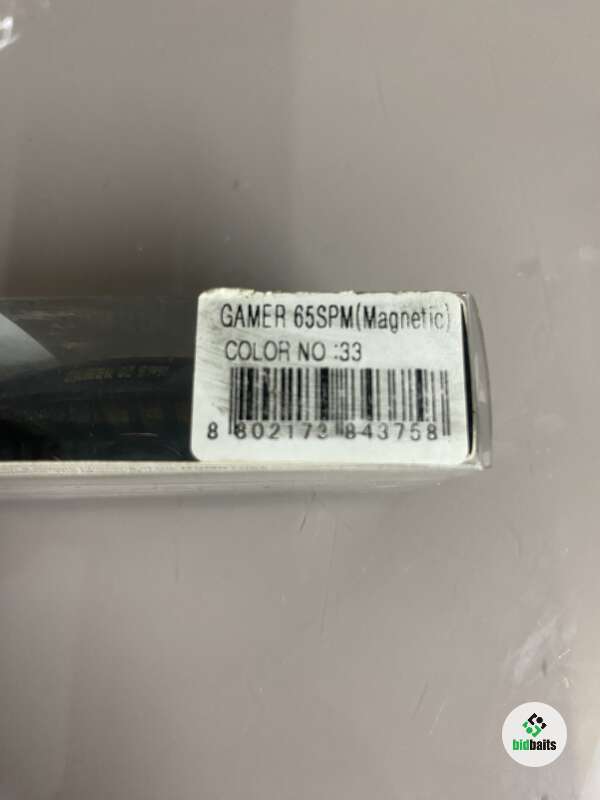 GAMER 65SPM(Magnetic)
COLOR NO :33
8 802173 843758
bidbaits